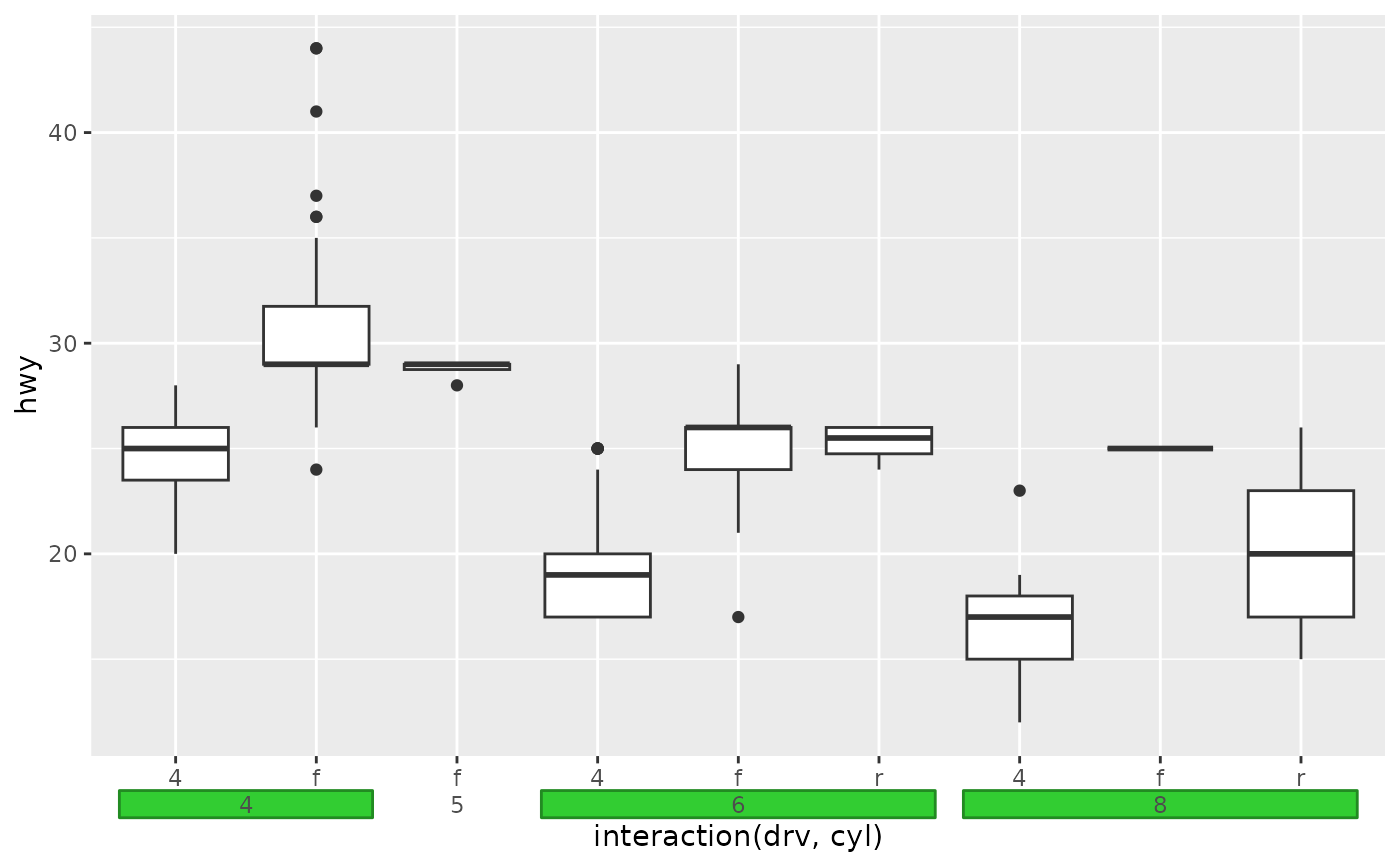 hwy
40
30
20
4 f f 4 f r 4 f r
4 5 6 8
interaction(drv, cyl)